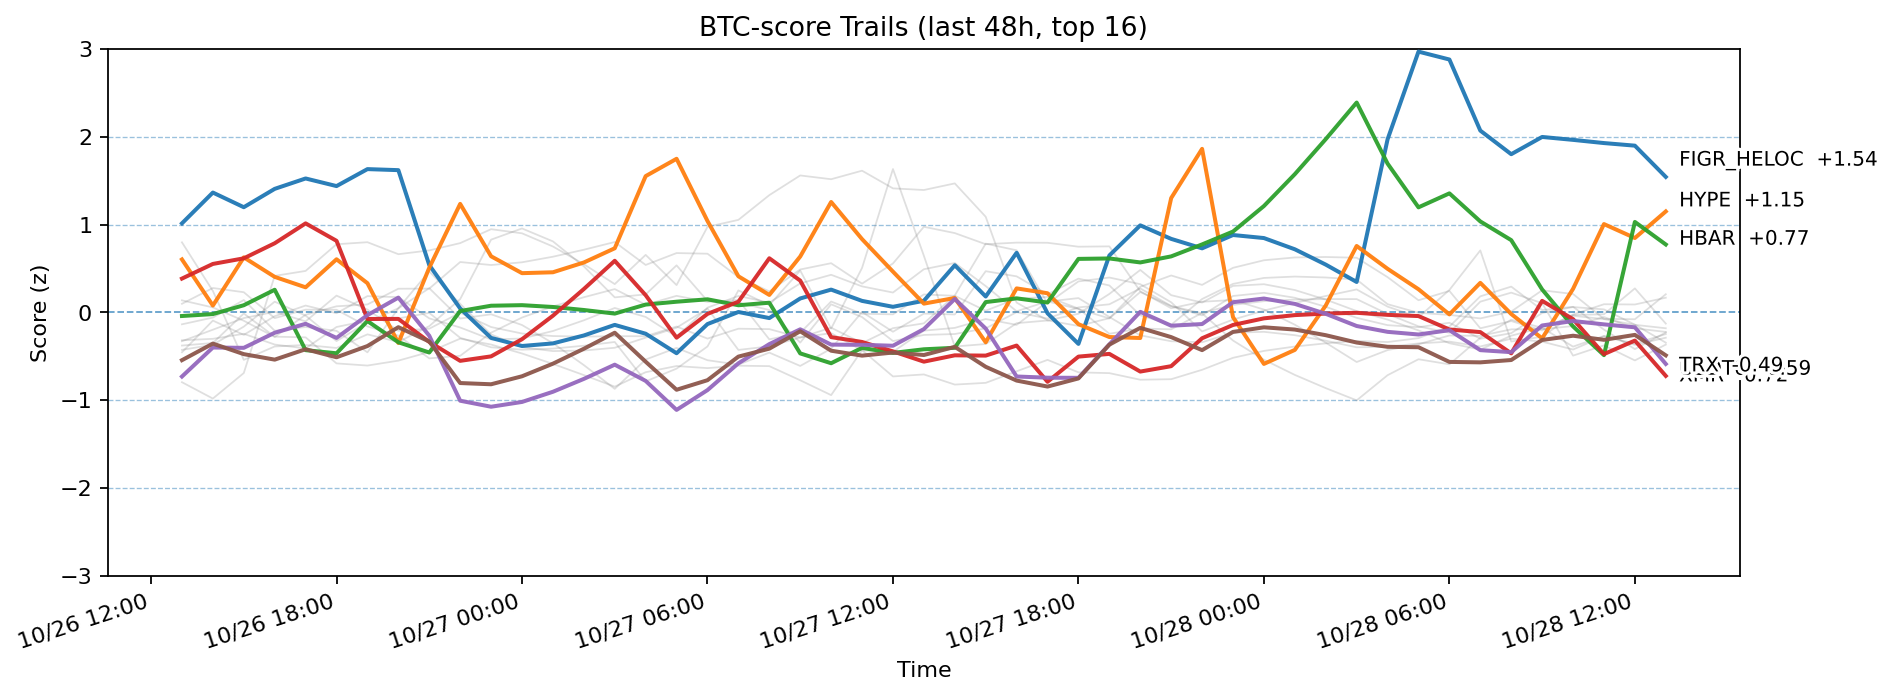 BTC-score Trails (last 48h, top 16)
3
2
1
0
−1
−2
−3
Score (z)
FIGR_HELOC +1.54
HYPE +1.15
HBAR +0.77
TRX -0.49
10/26 12:00
10/26 18:00
10/27 00:00
10/27 06:00
10/27 12:00
10/27 18:00
10/28 00:00
10/28 06:00
10/28 12:00
Time